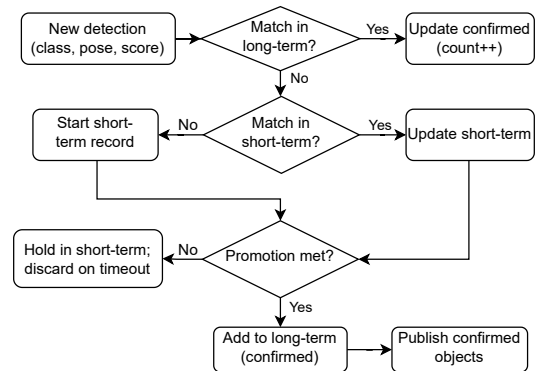 New detection
(class, pose, score)
Match in
long-term?
Yes
Update confirmed
(count++)
No
Start short-
term record
No
Match in
short-term?
Yes
Update short-term
Hold in short-term;
discard on timeout
No
Promotion met?
Yes
Add to long-term
(confirmed)
Publish confirmed
objects